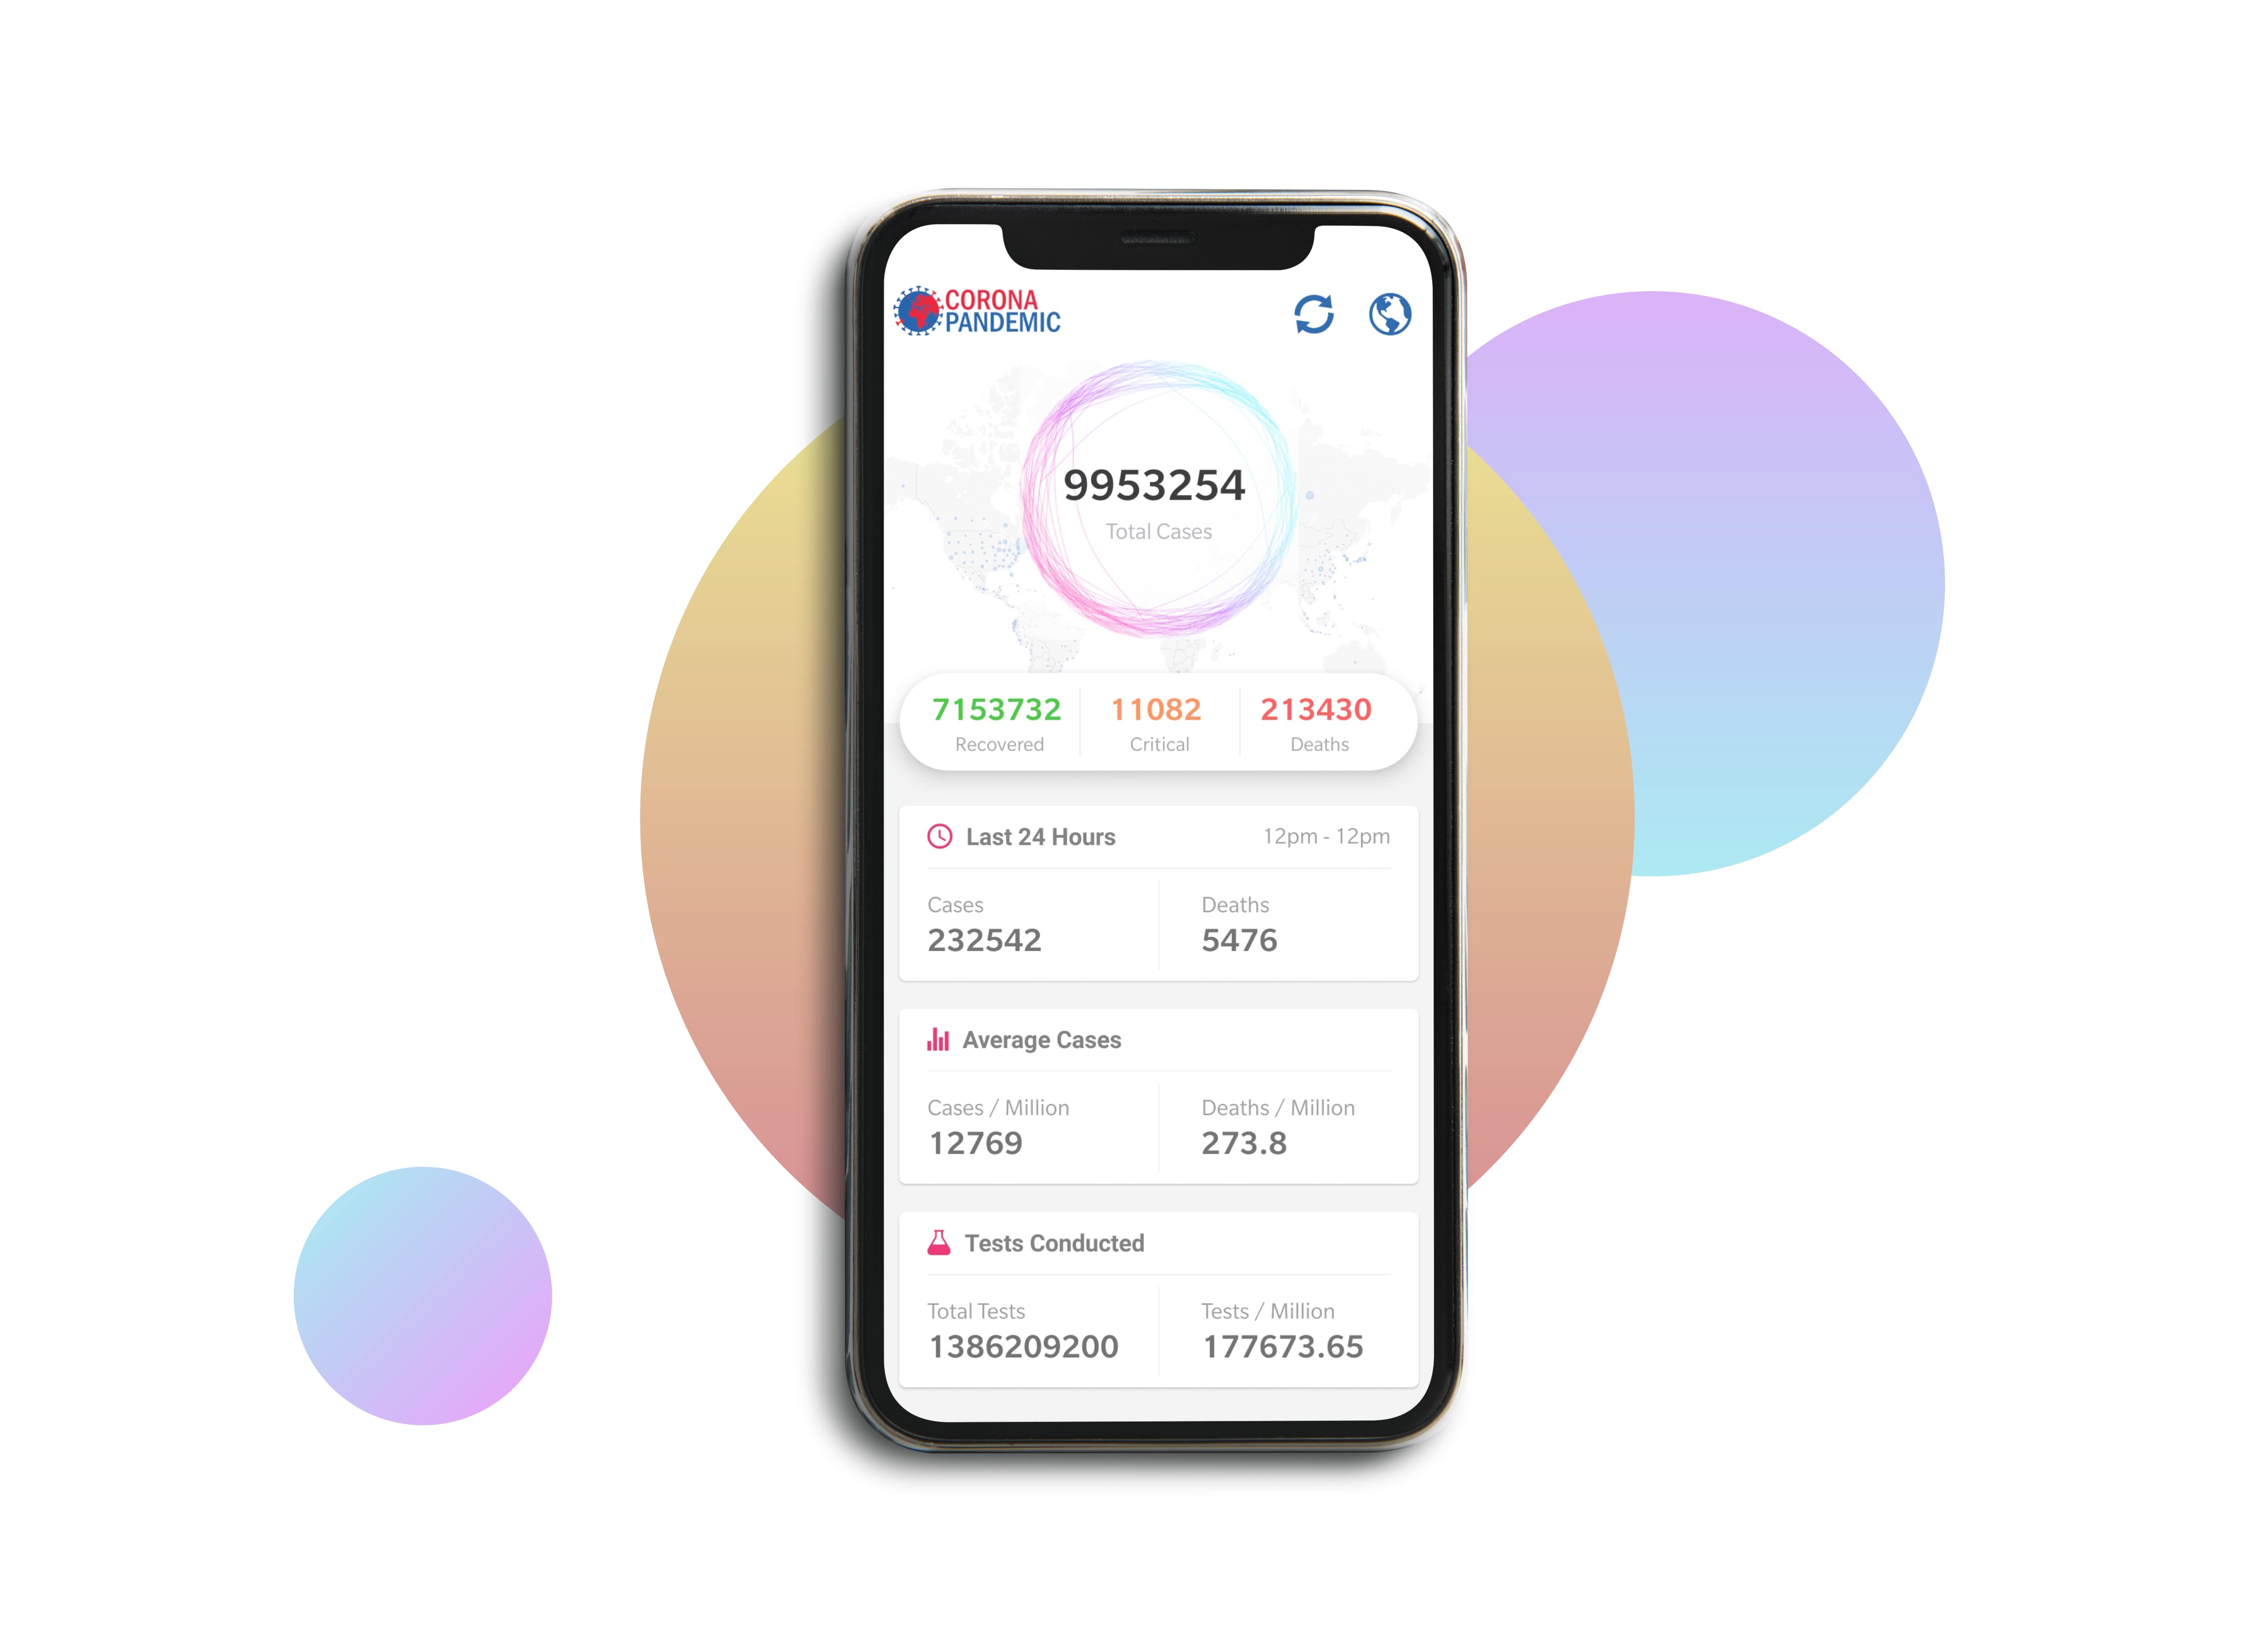 CORONA
PANDEMIC
9953254
Total Cases
7153732 11082 213430
Recovered Critical Deaths
Last 24 Hours 12pm - 12pm
Cases Deaths
232542 5476
Average Cases
Cases / Million Deaths / Million
12769 273.8
Tests Conducted
Total Tests Tests / Million
1386209200 177673.65